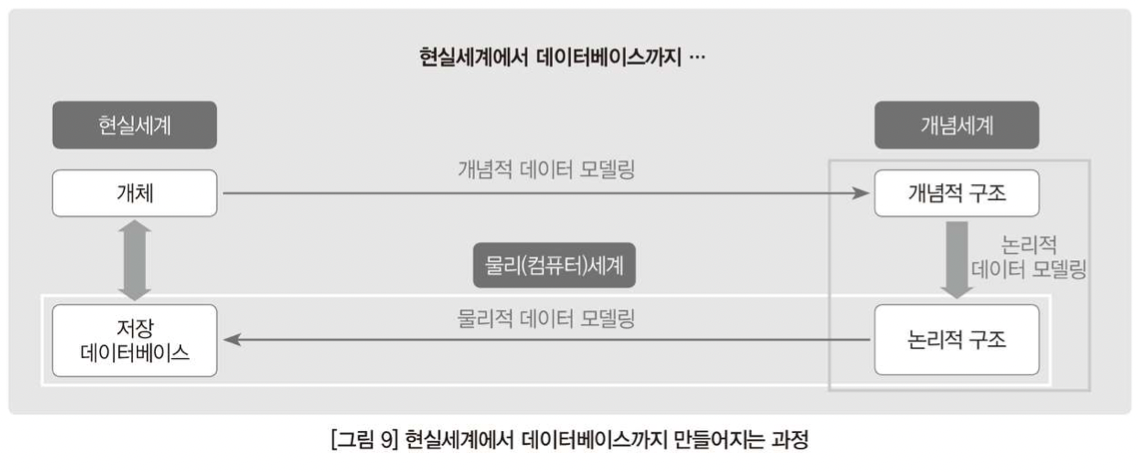 현실세계에서 데이터베이스까지 …
현실세계
개념세계
개체
개념적 데이터 모델링
개념적 구조
물리(컴퓨터)세계
논리적
데이터 모델링
저장
데이터베이스
물리적 데이터 모델링
논리적 구조
[그림 9] 현실세계에서 데이터베이스까지 만들어지는 과정